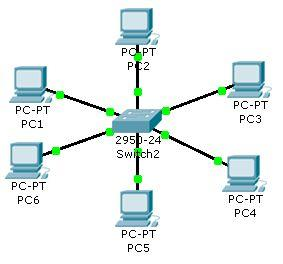 PC-PT
PC2
PC-PT
PC1
PC-PT
PC3
2950-24
Switch2
PC-PT
PC6
PC-PT
PC4
PC-PT
PC5